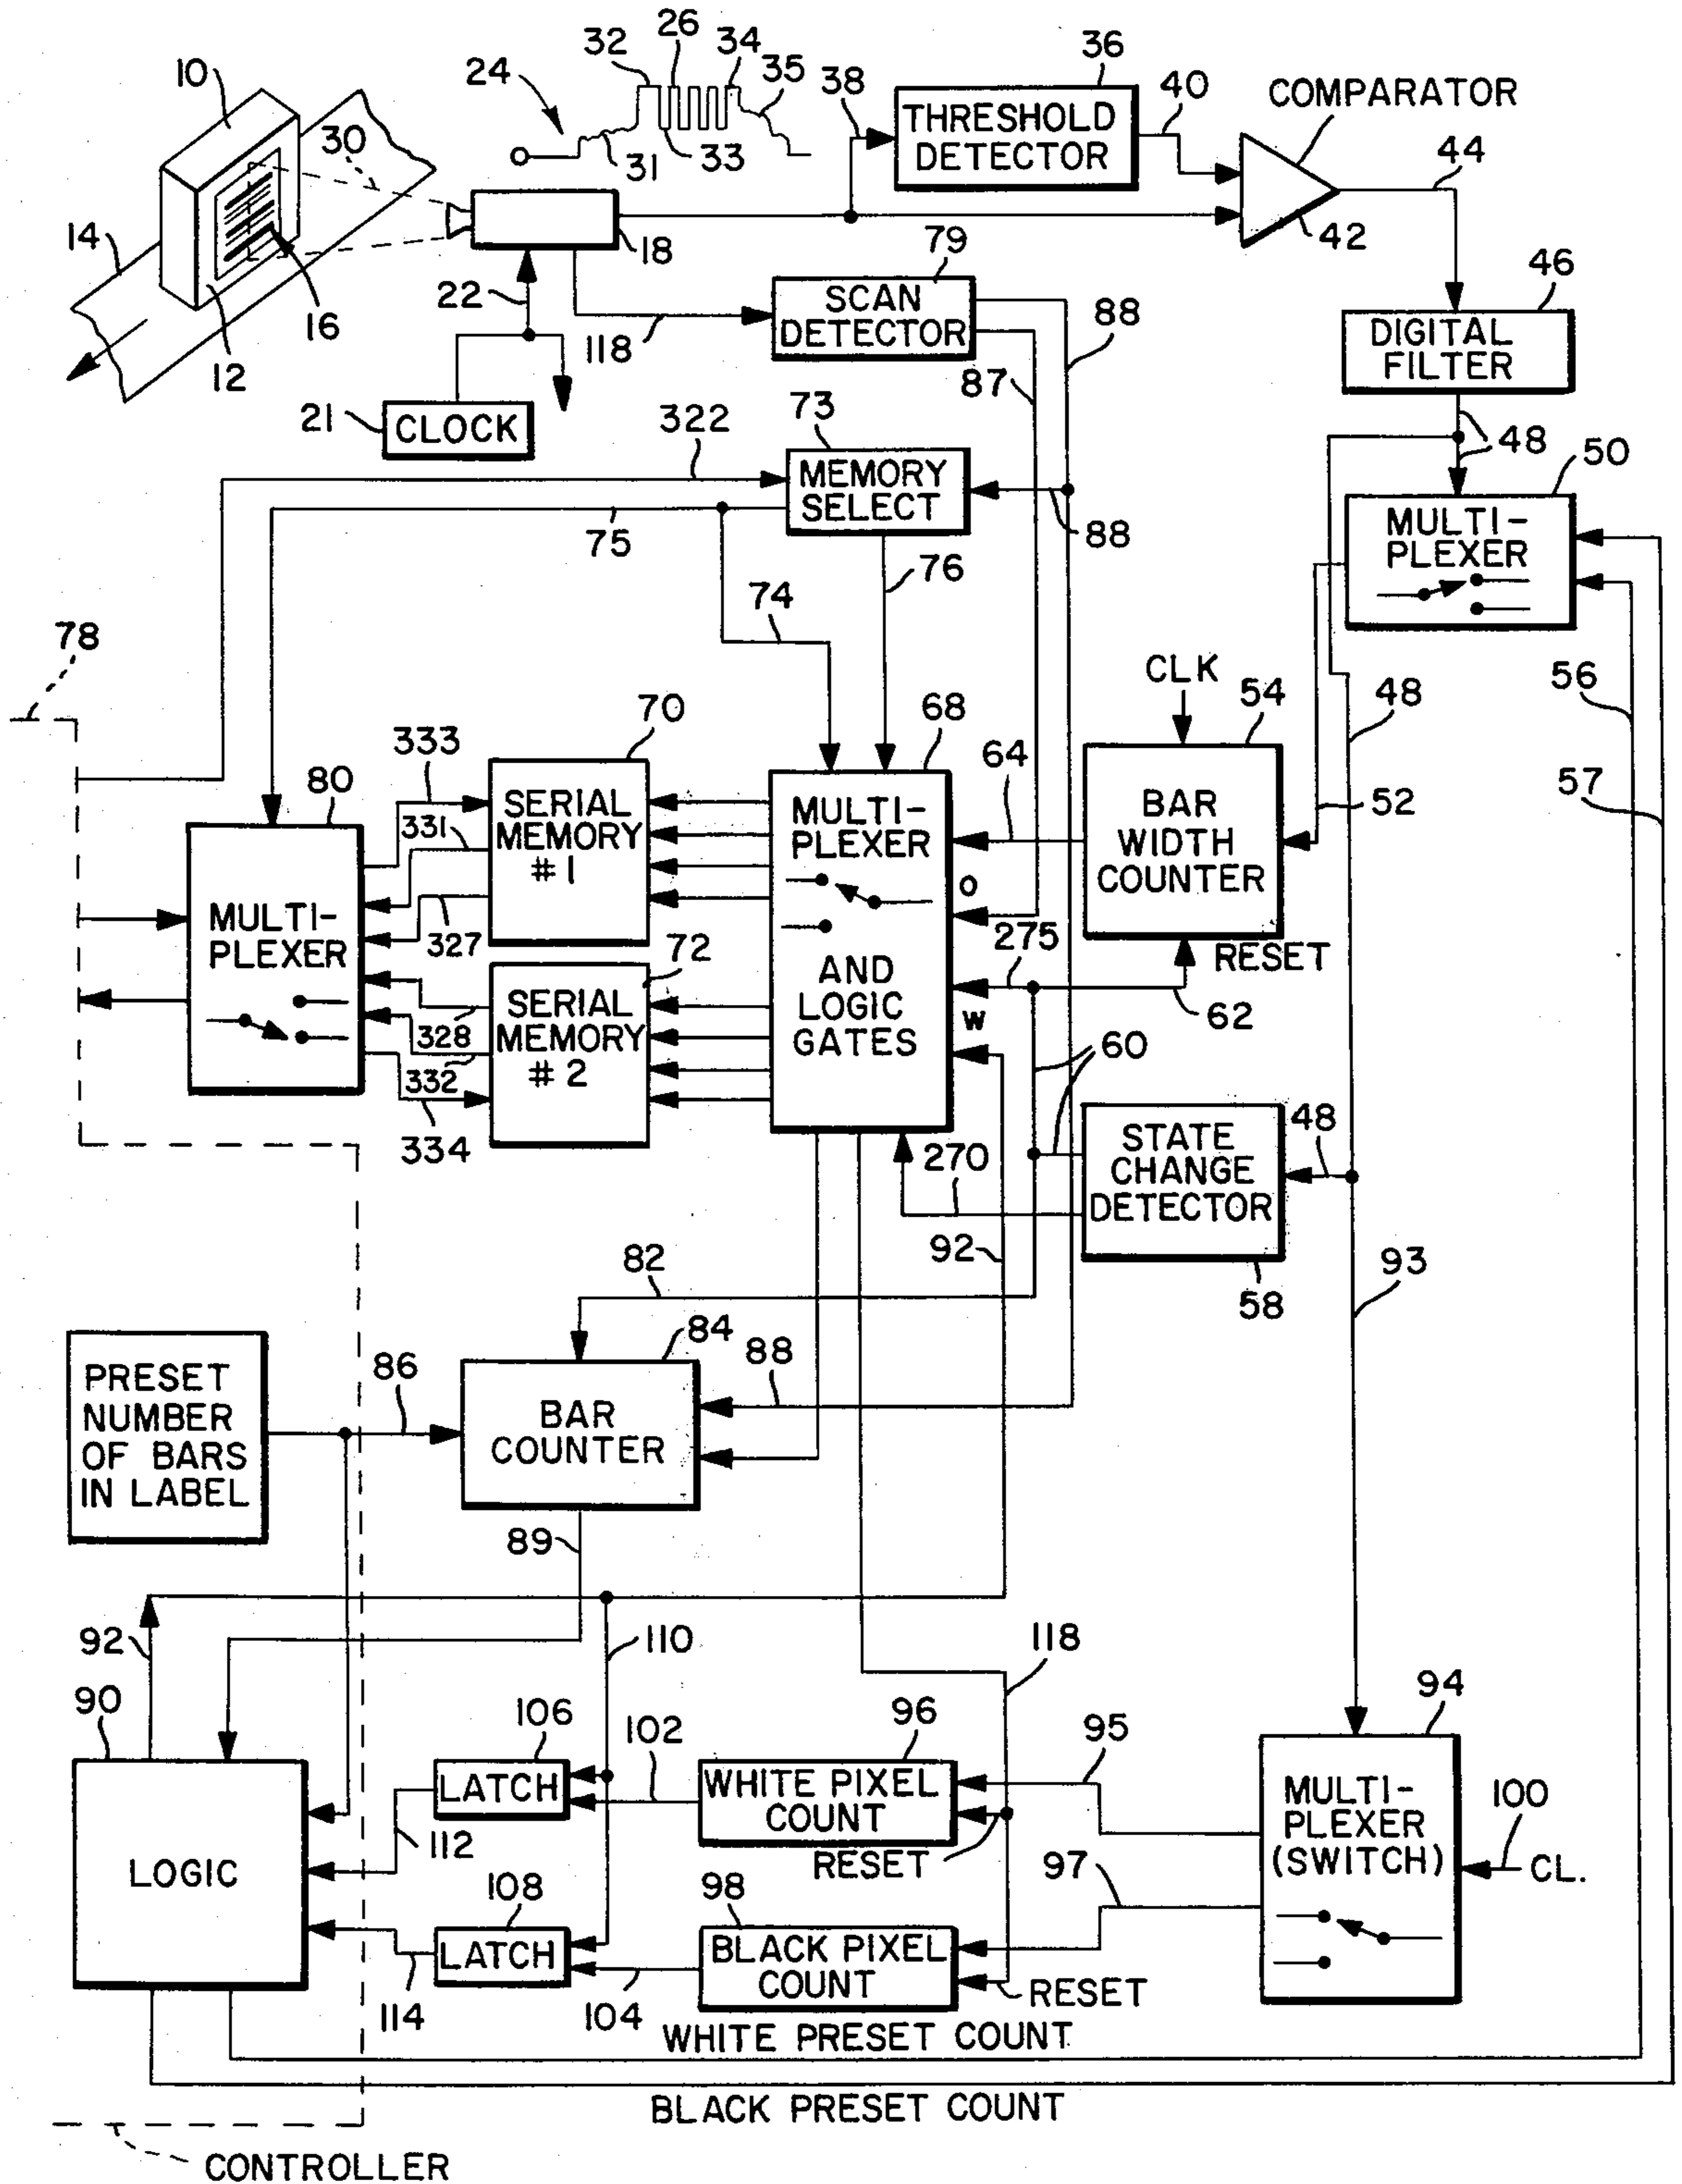 26
32
34
36
35
24
10
38
40
COMPARATOR
THRESHOLD
DETECTOR
30
31
33
44
14
18
42
79
22
SCAN
DETECTOR
46
16
118
88
DIGITAL
FILTER
12
87
21
CLOCK
322
73
48
50
MEMORY
SELECT
MULTI-
PLEXER
75
88
76
74
78
CLK
56
70
68
54
48
333
64
80
57
SERIAL
MEMORY
#1
331
MULTI-
PLEXER
BAR
WIDTH
COUNTER
52
O
MULTI-
PLEXER
327
275
RESET
72
AND
LOGIC
GATES
W
62
SERIAL
MEMORY
#2
328
332
60
334
270
STATE
CHANGE
DETECTOR
48
92
82
93
58
84
88
86
PRESET
NUMBER
OF BARS
IN LABEL
BAR
COUNTER
89
92
110
118
90
106
102
96
95
94
LATCH
WHITE PIXEL
COUNT
MULTI-
PLEXER
(SWITCH)
100
CL.
112
RESET
LOGIC
108
98
97
LATCH
BLACK PIXEL
COUNT
RESET
114
104
WHITE PRESET COUNT
BLACK PRESET COUNT
CONTROLLER